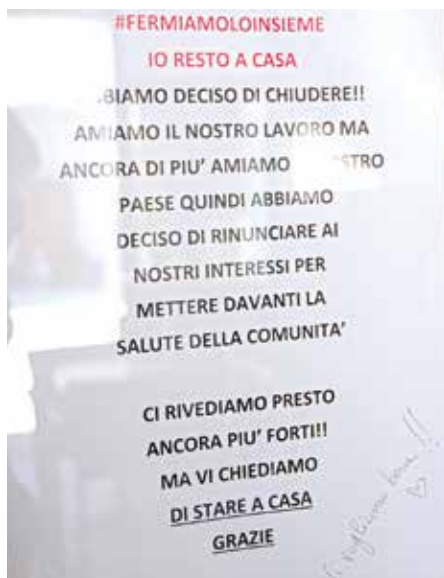 #FERMIAMOLOINSIEME
IO RESTO A CASA
DECISO DI CHIUDERE!!
AMIAMO IL NOSTRO LAVORO MA
ANCORA DI PIU' AMIAMO
PAESE QUINDI ABBIAMO
DECISO DI RINUNCIARE AI
NOSTRI INTERESSI PER
METTERE DAVANTI LA
SALUTE DELLA COMUNITA'
CI RIVEDIAMO PRESTO
ANCORA PIU' FORTI!!
MA VI CHIEDIAMO
DI STARE A CASA
GRAZIE
vogliamo bene!!